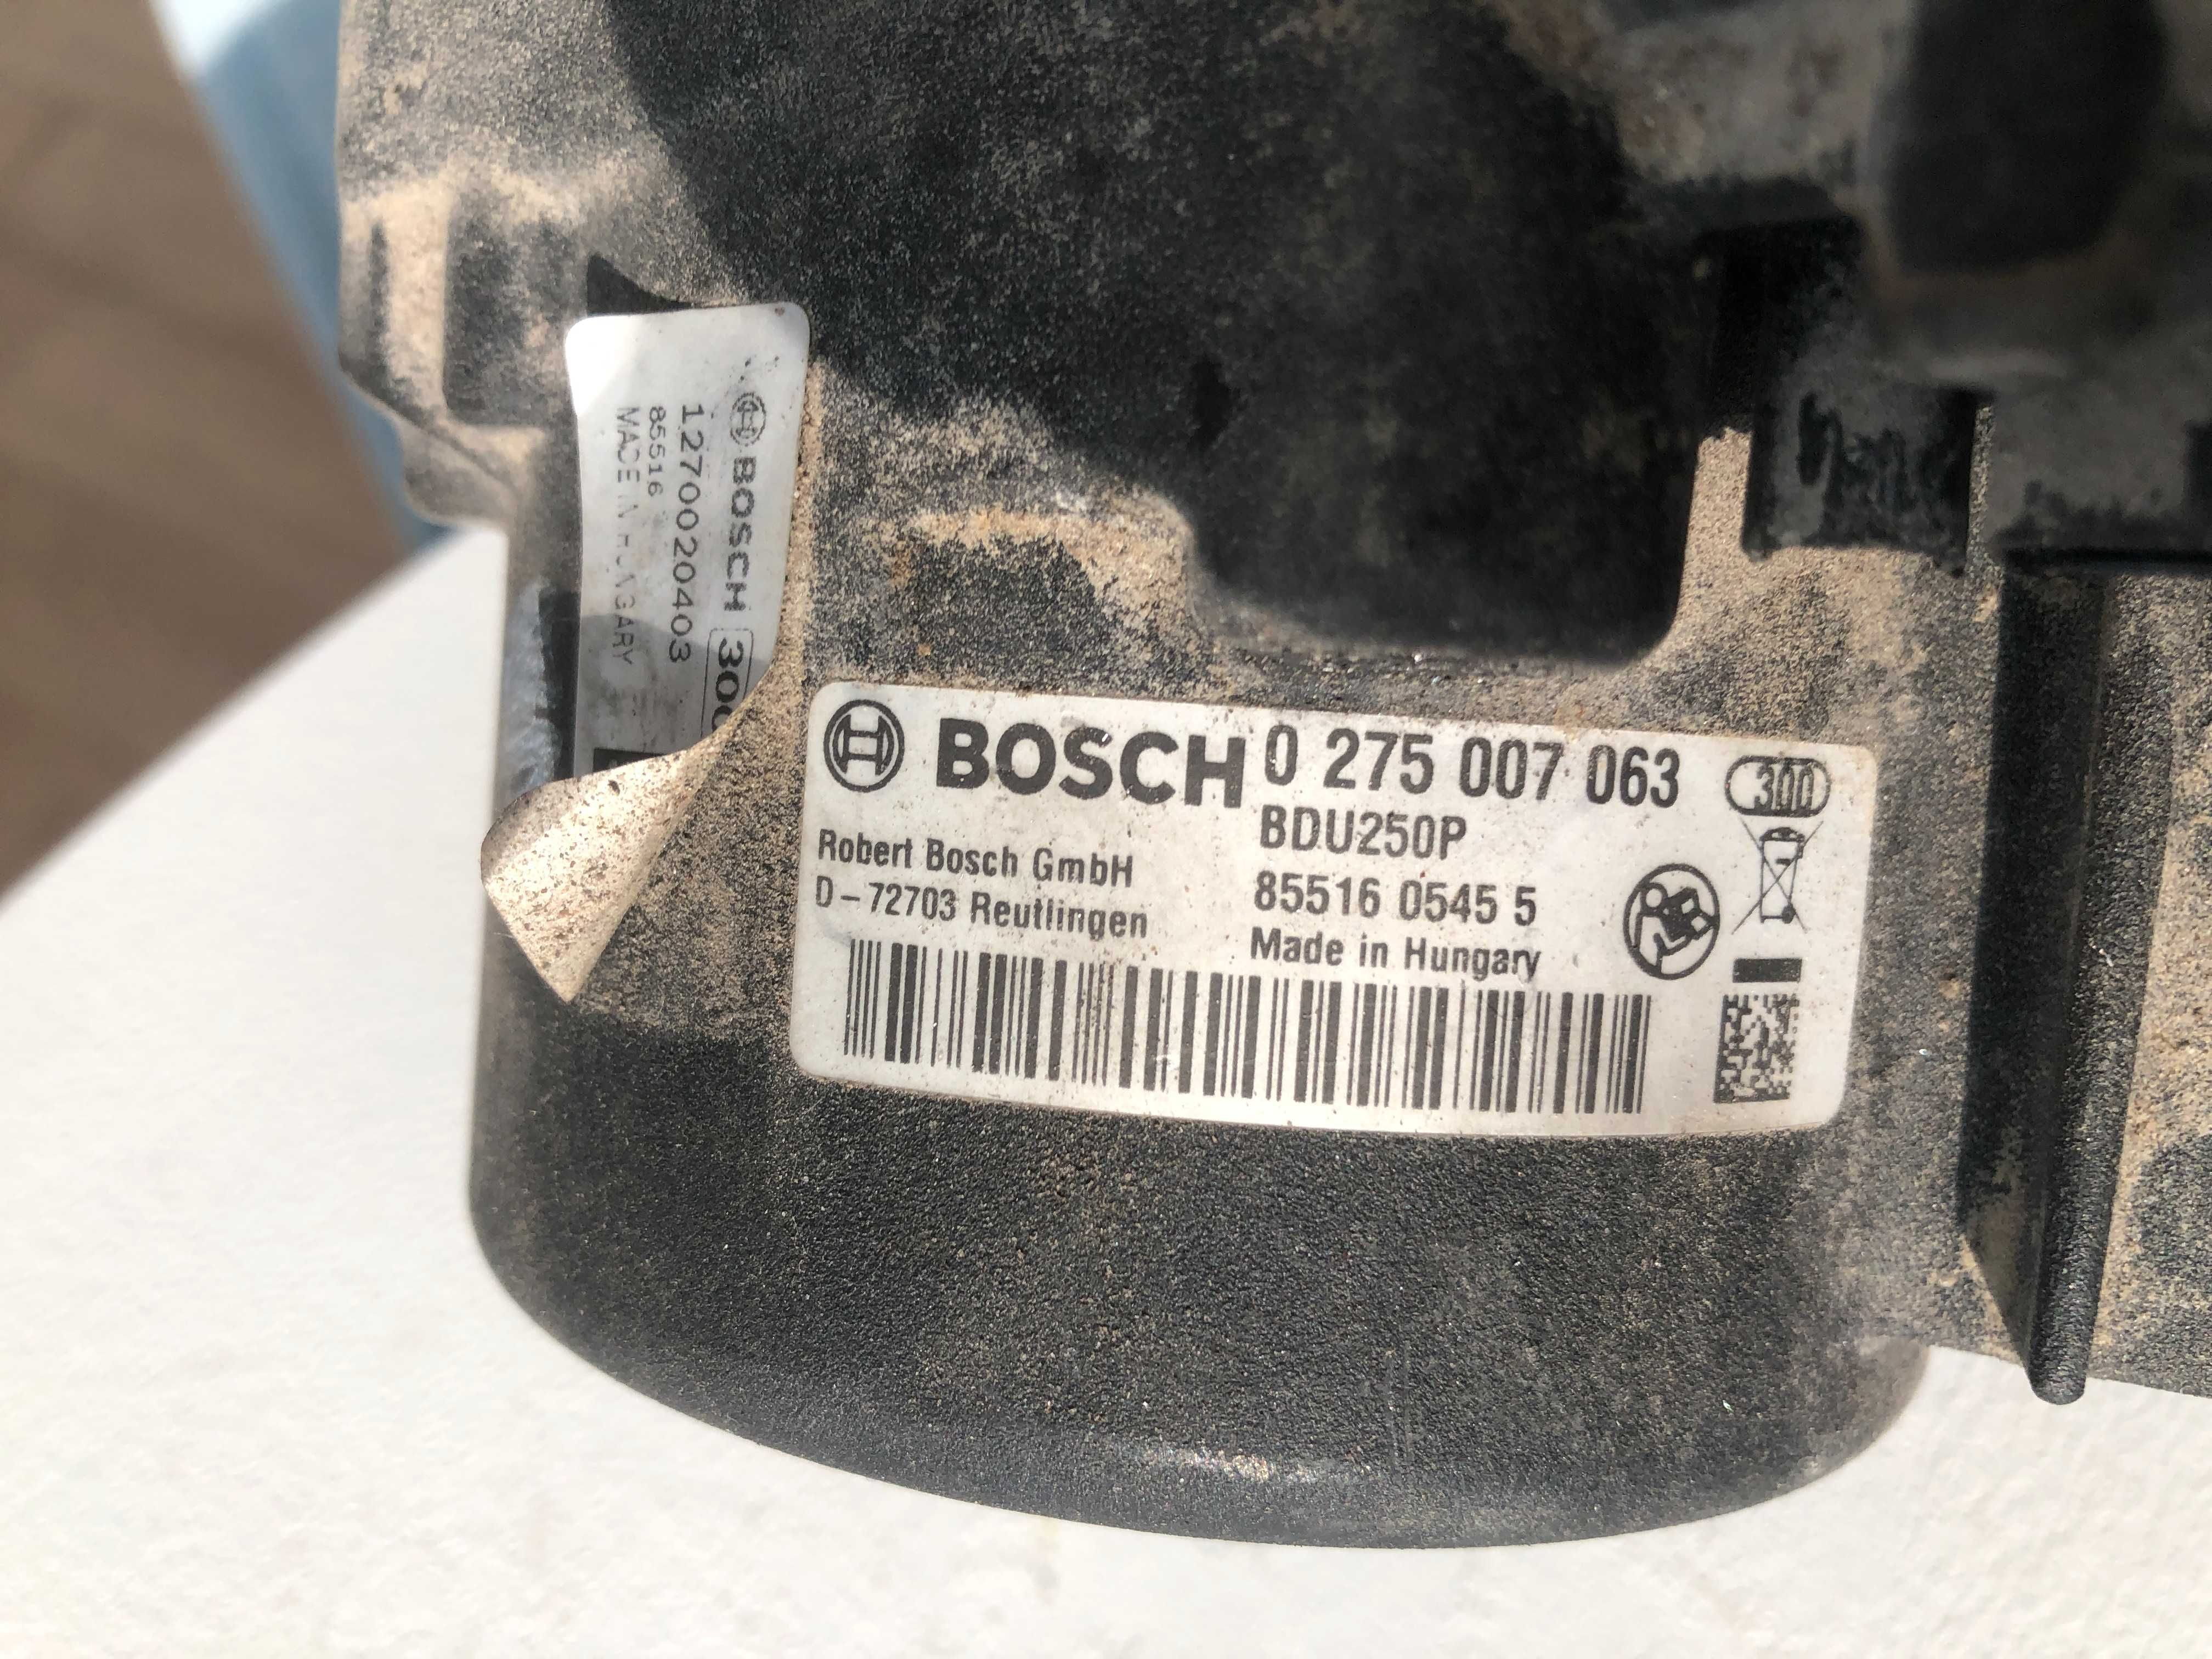 BOSCH 300
1270020403
85516
MADE IN HUNGARY
BOSCH 0 275 007 063 300
BDU250P
Robert Bosch GmbH
D-72703 Reutlingen
85516 0545 5
Made in Hungary